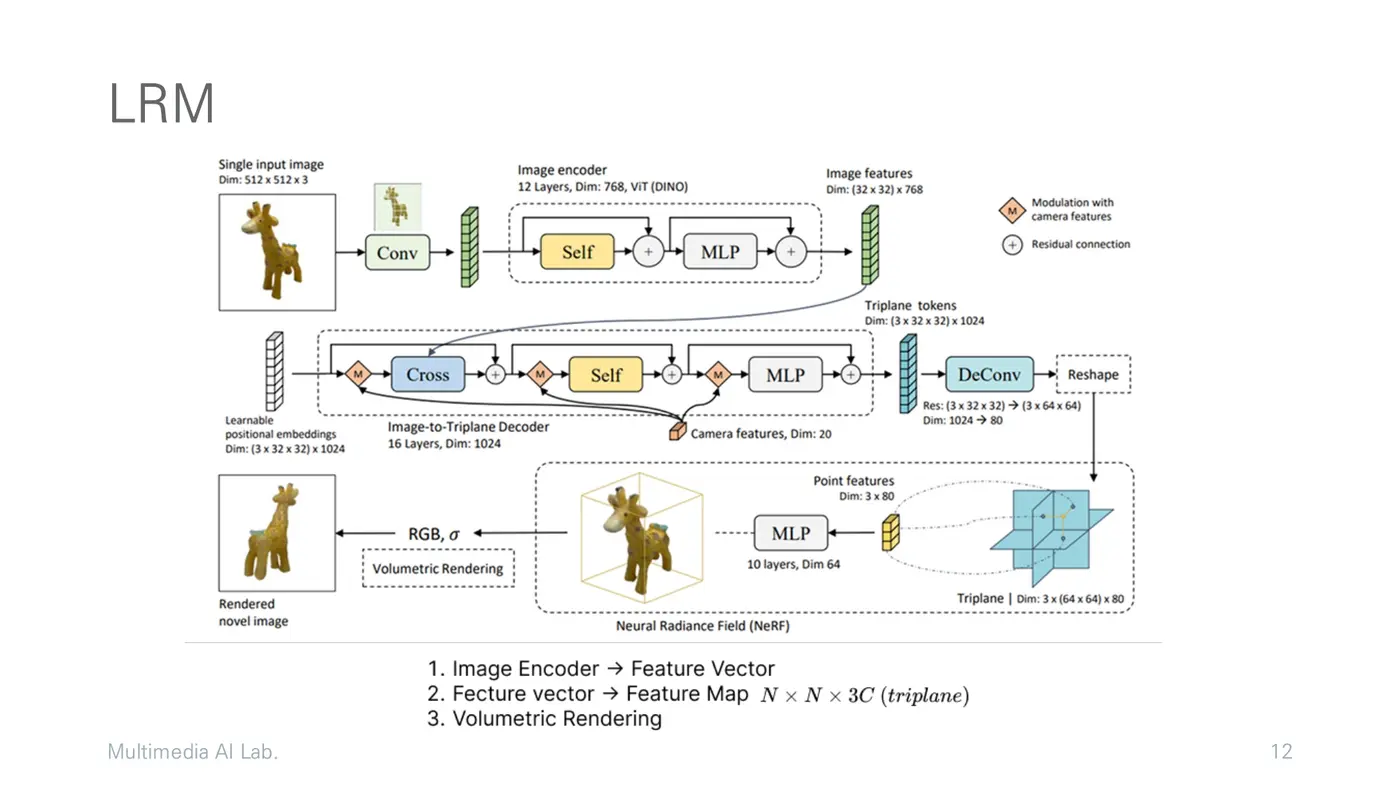 LRM
Single input image
Dim: 512 x 512 x 3
Conv
Image encoder
12 Layers, Dim: 768, ViT (DINO)
Self
+
MLP
+
Image features
Dim: (32 x 32) x 768
M
Modulation with
camera features
+
Residual connection
Learnable
positional embeddings
Dim: (3 x 32 x 32) x 1024
M
Cross
+
M
Self
+
M
MLP
+
Image-to-Triplane Decoder
16 Layers, Dim: 1024
Camera features, Dim: 20
Triplane tokens
Dim: (3 x 32 x 32) x 1024
DeConv
Reshape
Res: (3 x 32 x 32) → (3 x 64 x 64)
Dim: 1024 → 80
Rendered
novel image
RGB, σ
Volumetric Rendering
MLP
10 layers, Dim 64
Point features
Dim: 3 x 80
Triplane | Dim: 3 x (64 x 64) x 80
Neural Radiance Field (NeRF)
1. Image Encoder → Feature Vector
2. Fecture vector → Feature Map N × N × 3C (triplane)
3. Volumetric Rendering
Multimedia AI Lab.
12